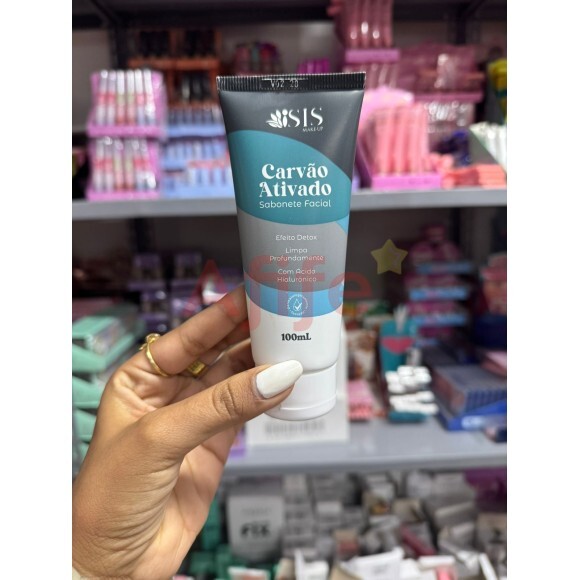 ISIS
MAKE UP
Carvão
Ativado
Sabonete Facial
Efeito Detox
Limpa
Profundamente
Com Ácido
Hialurônico
100mL